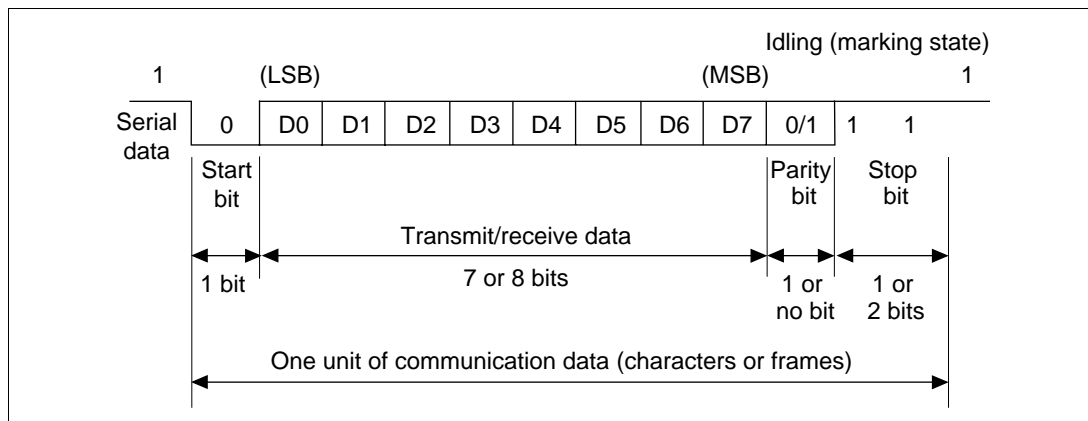 Idling (marking state)
1 (LSB) (MSB) 1
Serial data 0 D0 D1 D2 D3 D4 D5 D6 D7 0/1 1 1
Start bit Parity bit Stop bit
Transmit/receive data
1 bit 7 or 8 bits 1 or no bit 1 or 2 bits
One unit of communication data (characters or frames)